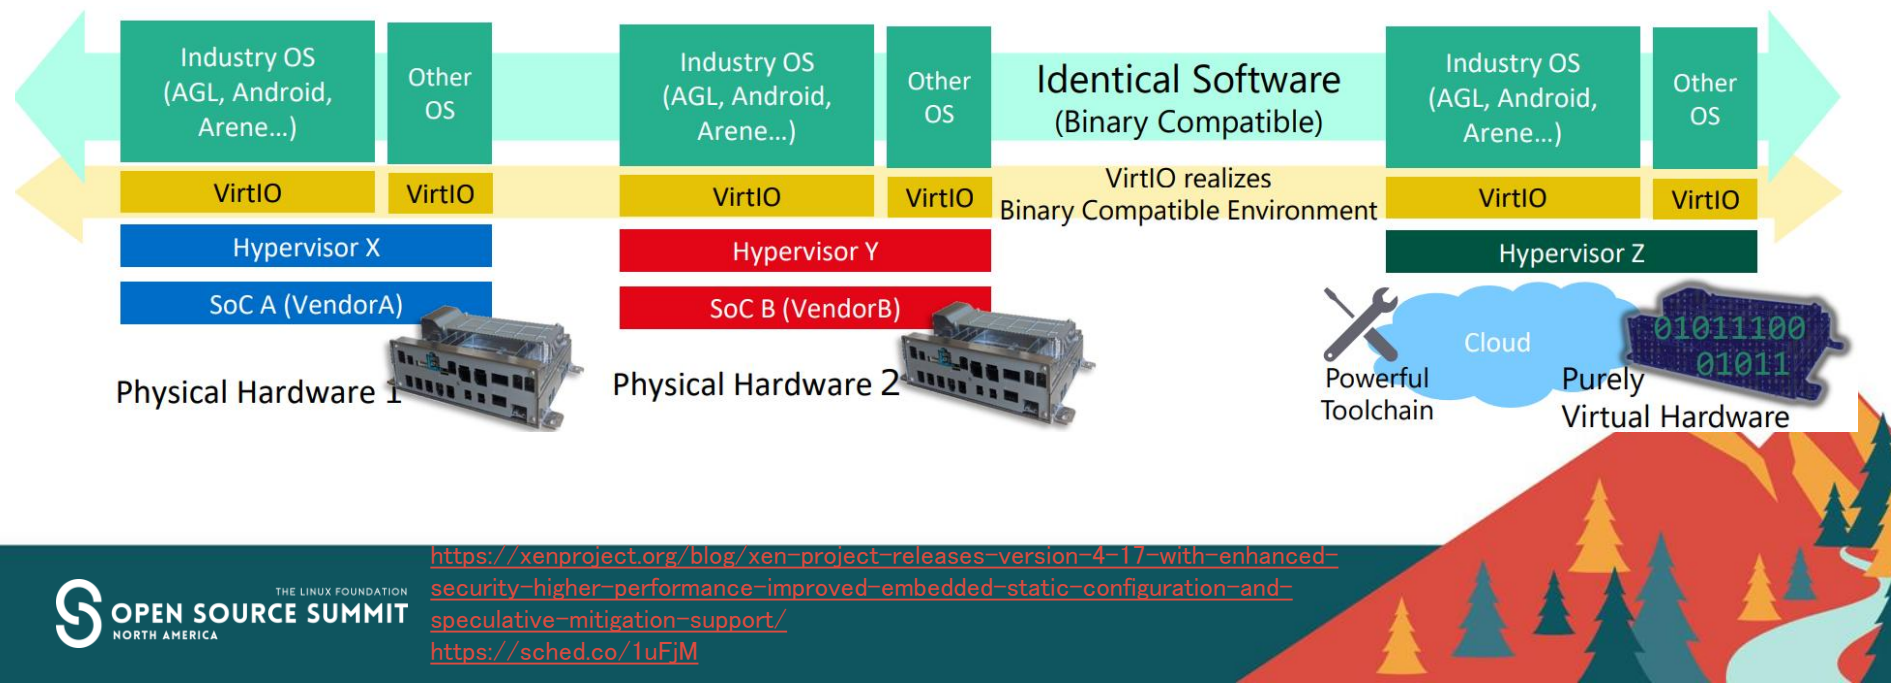 Industry OS
(AGL, Android,
Arene...)
Other
OS
VirtIO
VirtIO
Hypervisor X
SoC A (VendorA)
Physical Hardware 1
Industry OS
(AGL, Android,
Arene...)
Other
OS
VirtIO
VirtIO
Hypervisor Y
SoC B (VendorB)
Physical Hardware 2
Identical Software
(Binary Compatible)
VirtIO realizes
Binary Compatible Environment
Industry OS
(AGL, Android,
Arene...)
Other
OS
VirtIO
VirtIO
Hypervisor Z
Cloud
01011100
01011
Powerful
Toolchain
Purely
Virtual Hardware
THE LINUX FOUNDATION
OPEN SOURCE SUMMIT
NORTH AMERICA
https://xenproject.org/blog/xen-project-releases-version-4-17-with-enhanced-
security-higher-performance-improved-embedded-static-configuration-and-
speculative-mitigation-support/
https://sched.co/1uFjM